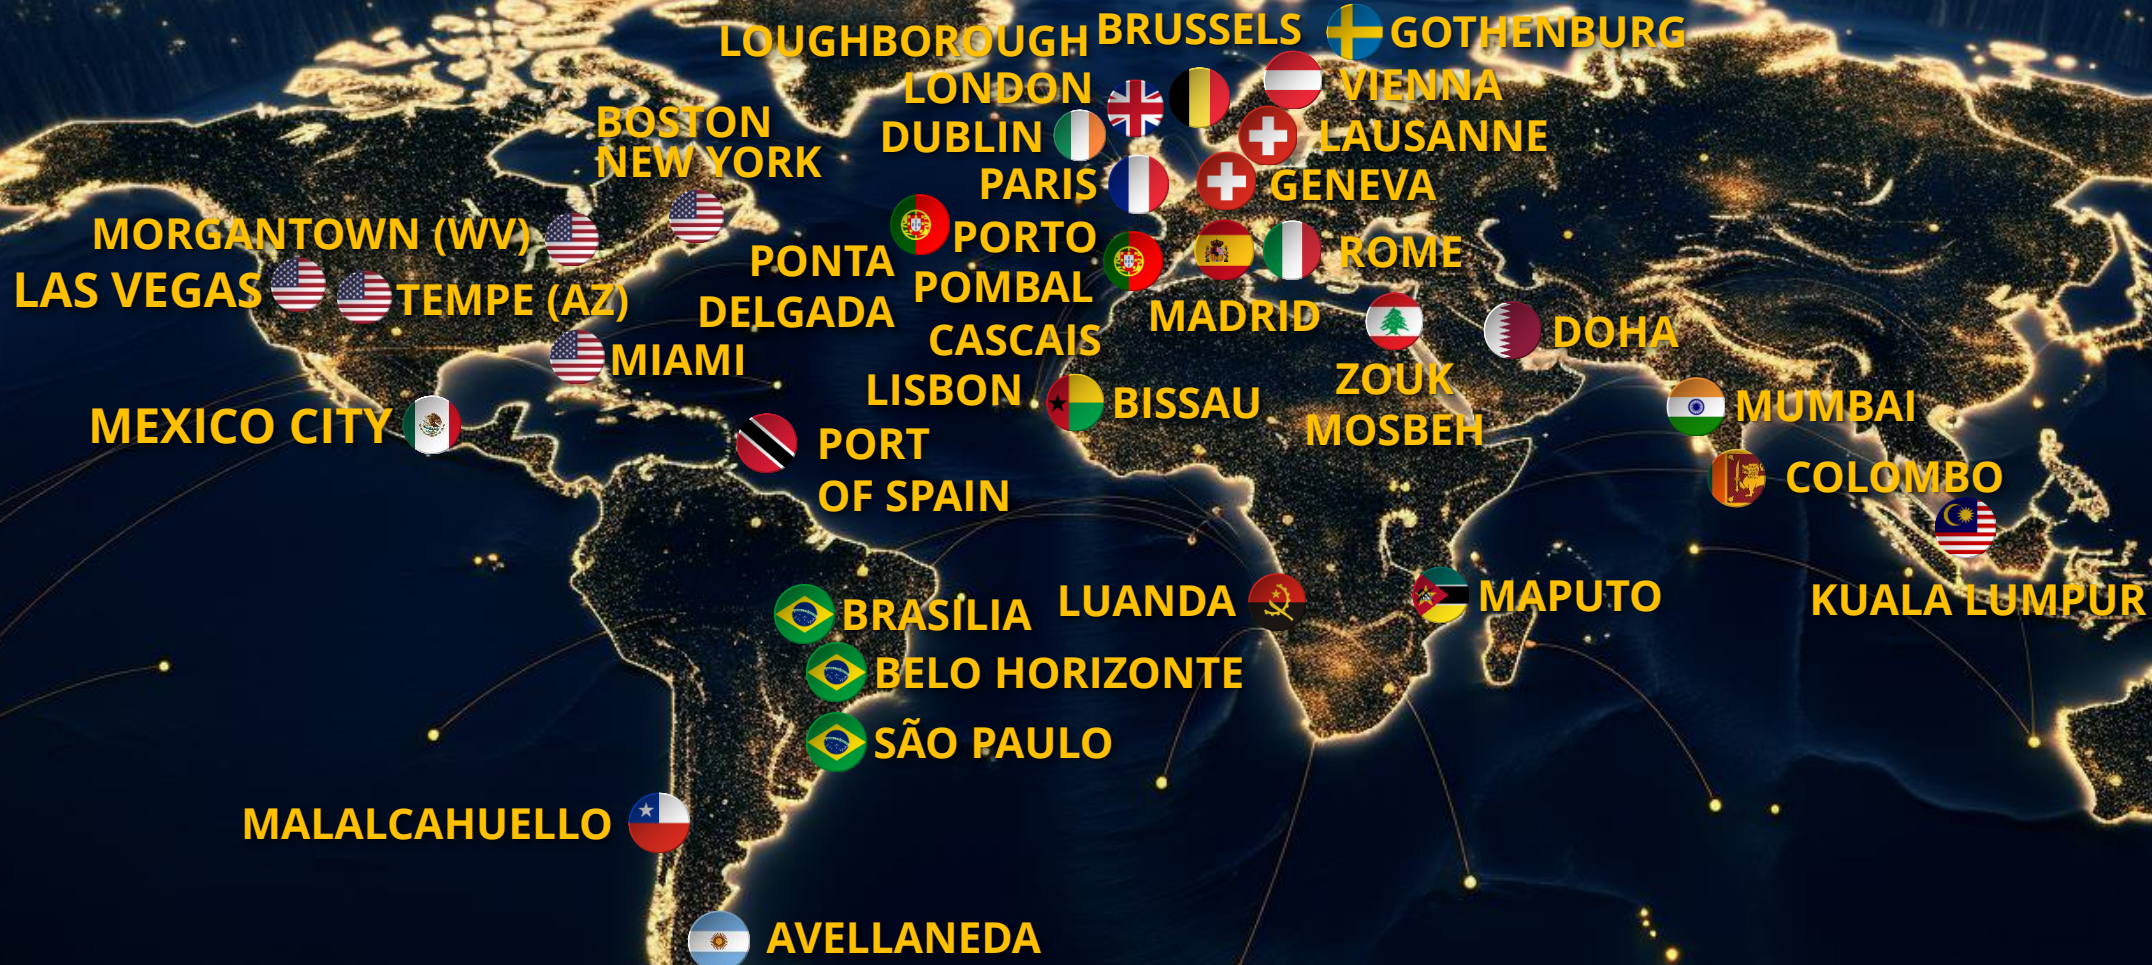 LOUGHBOROUGH
BRUSSELS
GOTHENBURG
LONDON
VIENNA
BOSTON
NEW YORK
DUBLIN
LAUSANNE
PARIS
GENEVA
MORGANTOWN (WV)
PORTO
PONTA
DELGADA
ROME
LAS VEGAS
TEMPE (AZ)
POMBAL
MADRID
CASCAIS
DOHA
MIAMI
LISBON
BISSAU
ZOUK
MOSBEH
MUMBAI
MEXICO CITY
PORT
OF SPAIN
COLOMBO
BRASILIA
LUANDA
MAPUTO
KUALA LUMPUR
BELO HORIZONTE
SÃO PAULO
MALALCAHUELLO
AVELLANEDA